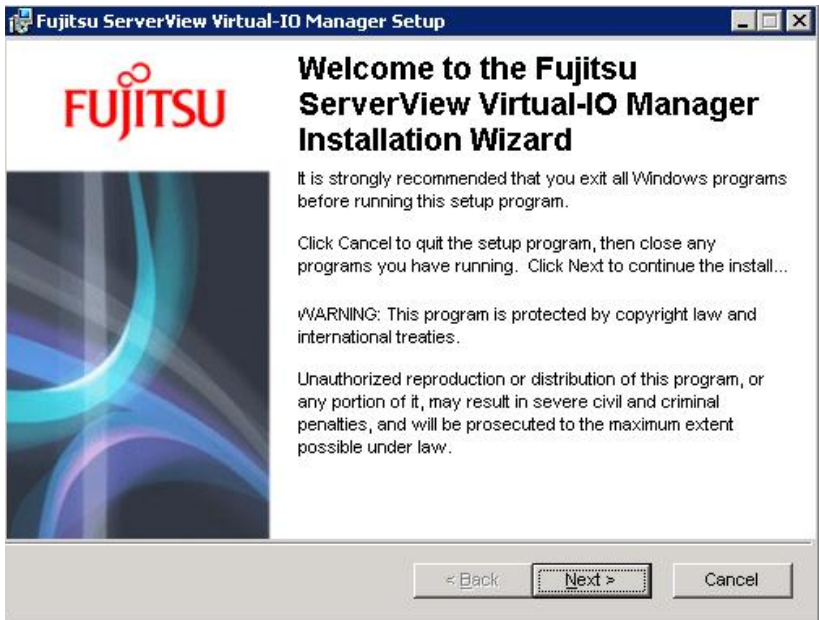 Fujitsu ServerView Virtual-IO Manager Setup
FUJITSU
Welcome to the Fujitsu
ServerView Virtual-IO Manager
Installation Wizard
It is strongly recommended that you exit all Windows programs
before running this setup program.
Click Cancel to quit the setup program, then close any
programs you have running. Click Next to continue the install...
WARNING: This program is protected by copyright law and
international treaties.
Unauthorized reproduction or distribution of this program, or
any portion of it, may result in severe civil and criminal
penalties, and will be prosecuted to the maximum extent
possible under law.
< Back
Next >
Cancel